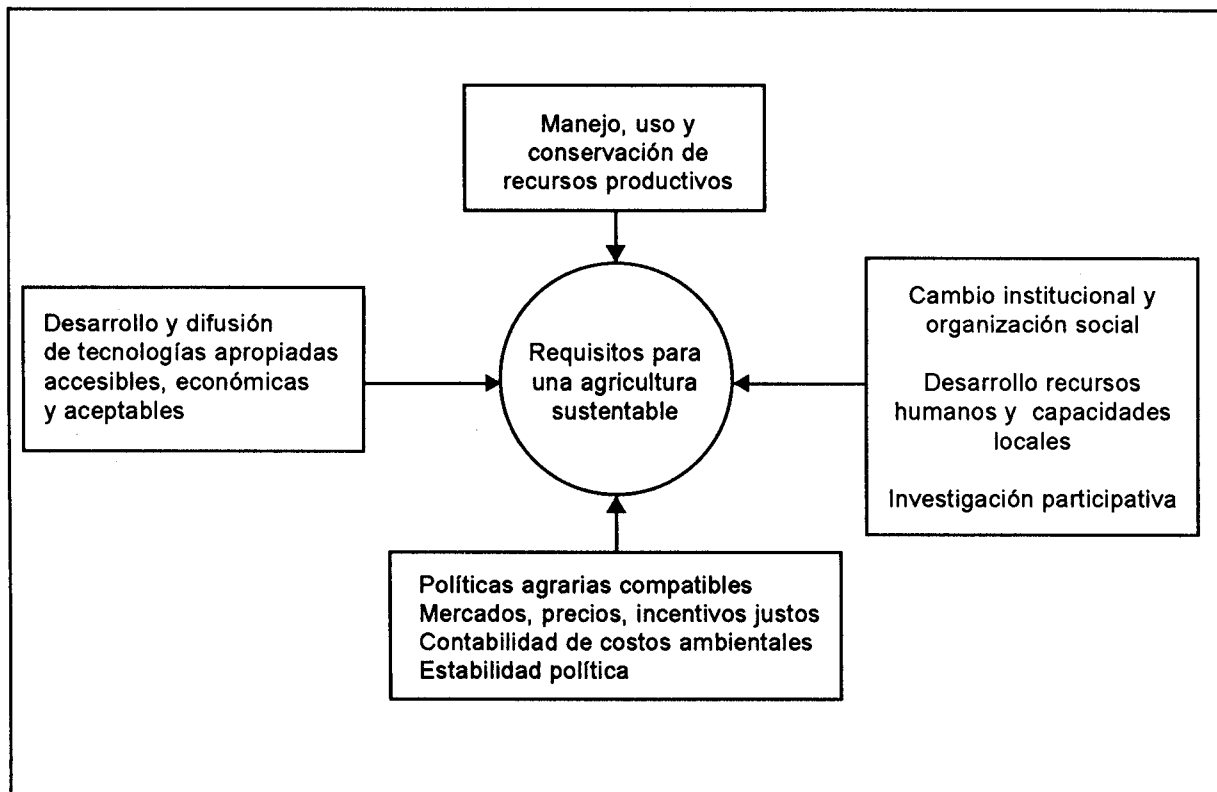 Manejo, uso y
conservación de
recursos productivos
Desarrollo y difusión
de tecnologías apropiadas
accesibles, económicas
y aceptables
Requisitos para
una agricultura
sustentable
Cambio institucional y
organización social
Desarrollo recursos
humanos y capacidades
locales
Investigación participativa
Políticas agrarias compatibles
Mercados, precios, incentivos justos
Contabilidad de costos ambientales
Estabilidad política